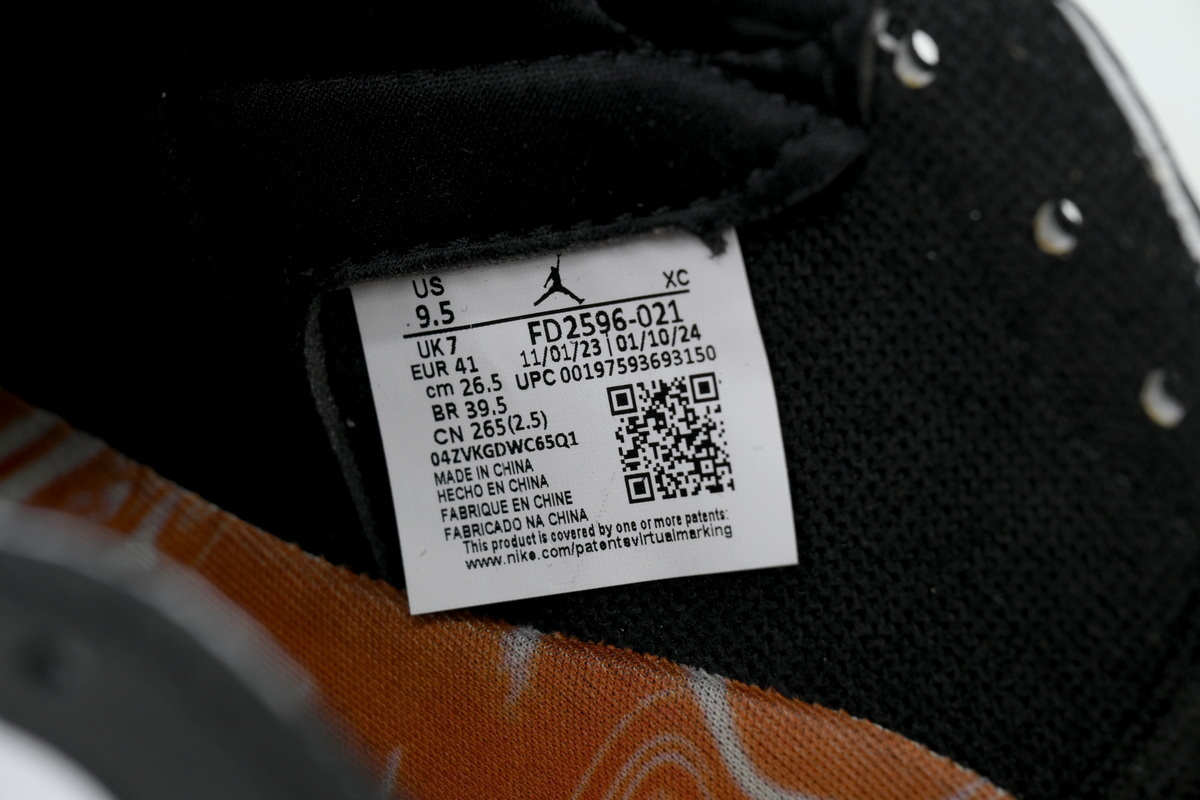 US
XC
9.5
FD2596-021
UK 7
11/01/23 | 01/10/24
EUR 41
UPC 00197593693150
cm 26.5
BR 39.5
CN 265(2.5)
04ZVKGDWC65Q1
MADE IN CHINA
HECHO EN CHINA
FABRIQUE EN CHINE
FABRICADO NA CHINA
This product is covered by one or more patents:
www.nike.com/patentsvirtualmarking